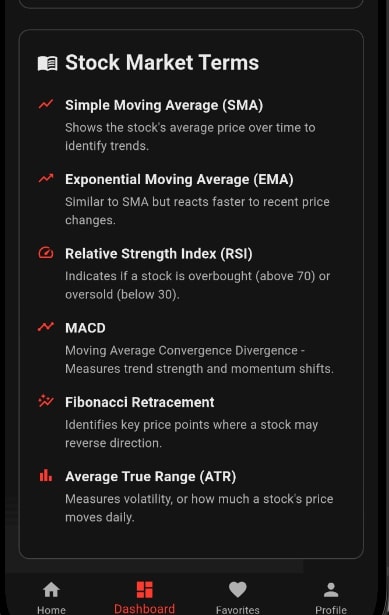 Stock Market Terms
Simple Moving Average (SMA)
Shows the stock's average price over time to
identify trends.
Exponential Moving Average (EMA)
Similar to SMA but reacts faster to recent price
changes.
Relative Strength Index (RSI)
Indicates if a stock is overbought (above 70) or
oversold (below 30).
MACD
Moving Average Convergence Divergence -
Measures trend strength and momentum shifts.
Fibonacci Retracement
Identifies key price points where a stock may
reverse direction.
Average True Range (ATR)
Measures volatility, or how much a stock's price
moves daily.
Home Dashboard Favorites Profile